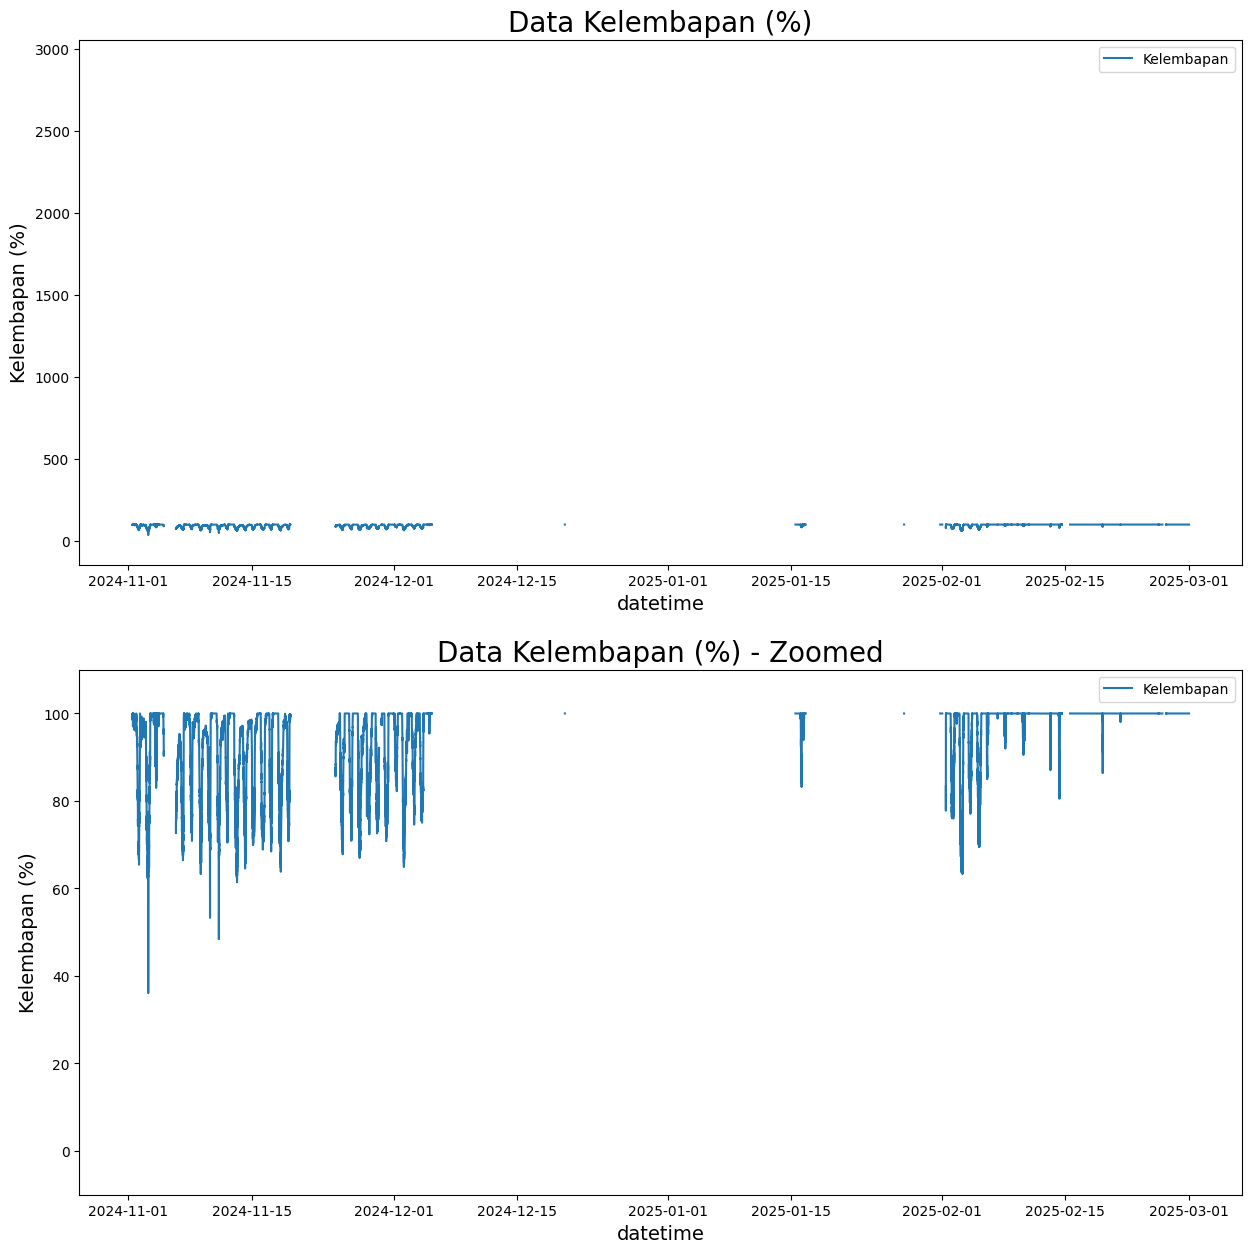 Data Kelembapan (%)
Kelembapan
Kelembapan (%)
3000
2500
2000
1500
1000
500
0
2024-11-01 2024-11-15 2024-12-01 2024-12-15 2025-01-01 2025-01-15 2025-02-01 2025-02-15 2025-03-01
datetime
Data Kelembapan (%) - Zoomed
Kelembapan
Kelembapan (%)
100
80
60
40
20
0
2024-11-01 2024-11-15 2024-12-01 2024-12-15 2025-01-01 2025-01-15 2025-02-01 2025-02-15 2025-03-01
datetime